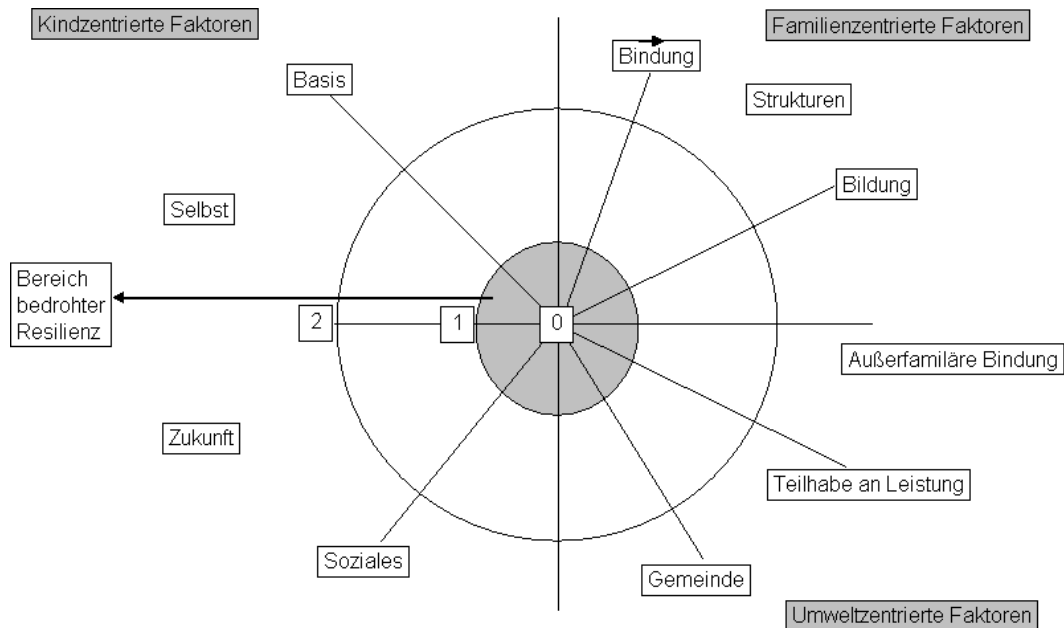 Kindzentrierte Faktoren
Familienzentrierte Faktoren
Bindung
Basis
Strukturen
Bildung
Selbst
Bereich
bedrohter
Resilienz
2
1
0
Außerfamiläre Bindung
Zukunft
Teilhabe an Leistung
Soziales
Gemeinde
Umweltzentrierte Faktoren